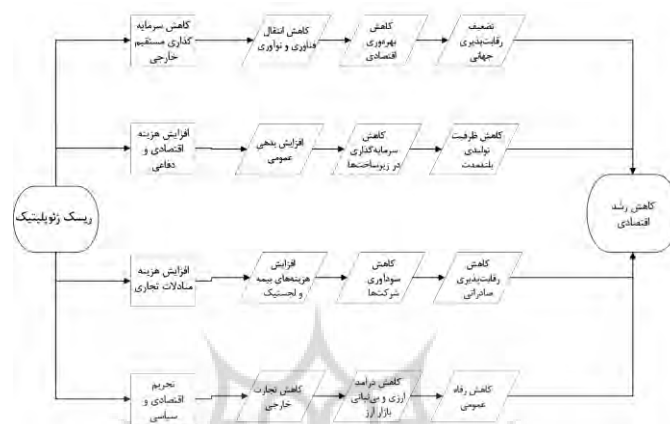 کاهش سرمایه
گذاری مستقیم
خارجی
کاهش انتقال
فناوری و نوآوری
کاهش
بهره‌وری
اقتصادی
تضعیف
رقابت‌پذیری
جهانی
افزایش هزینه
اقتصادی و
دفاعی
افزایش بدهی
عمومی
کاهش
سرمایه‌گذاری
در زیرساخت‌ها
کاهش ظرفیت
تولیدی
بلندمدت
ریسک ژئوپلیتیک
کاهش رشد
اقتصادی
افزایش هزینه
مبادلات تجاری
افزایش
هزینه‌های بیمه
و لجستیک
کاهش
سودآوری
شرکت‌ها
کاهش
رقابت‌پذیری
صادراتی
تحریم
اقتصادی و
سیاسی
کاهش تجارت
خارجی
کاهش درآمد
ارزی و بی‌ثباتی
بازار ارز
کاهش رفاه
عمومی